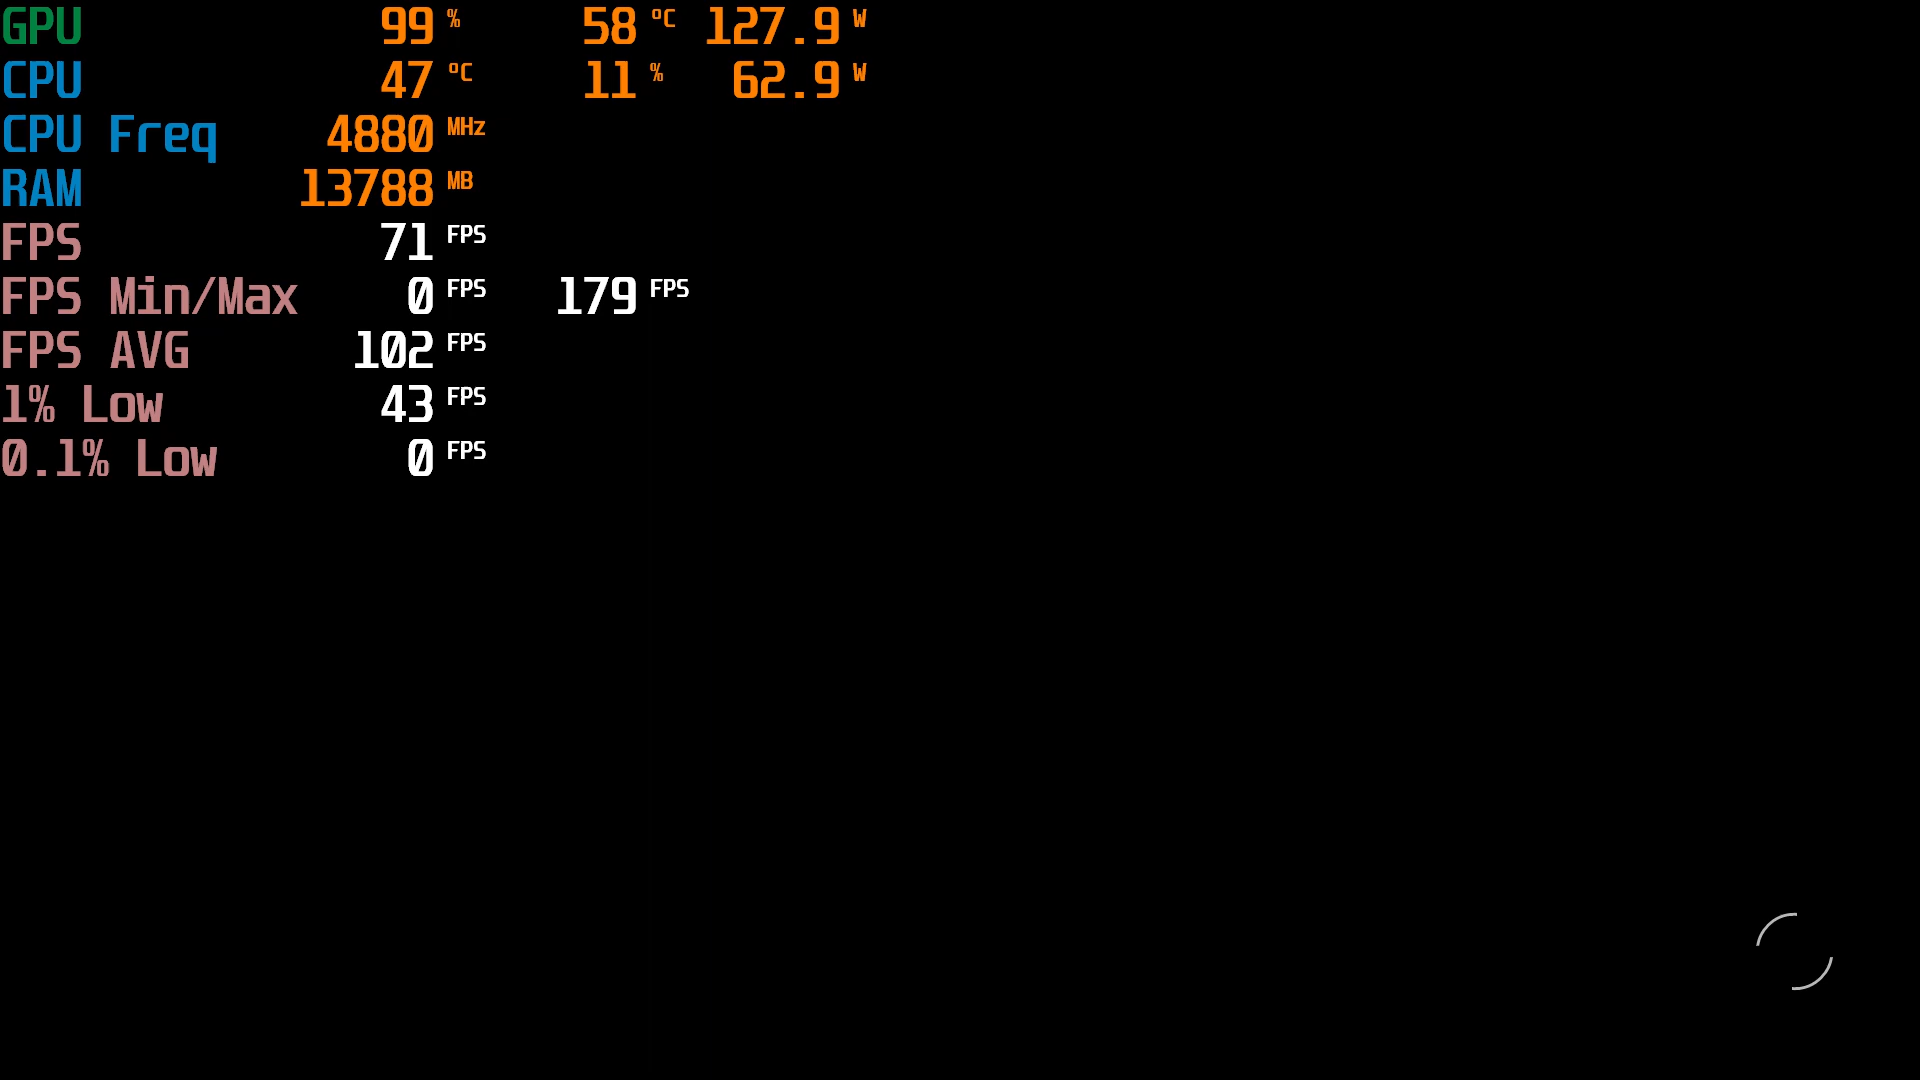 GPU 99 % 58 °C 127.9 W
CPU 47 °C 11 % 62.9 W
CPU Freq 4880 MHz
RAM 13788 MB
FPS 71 FPS
FPS Min/Max 0 FPS 179 FPS
FPS AVG 102 FPS
1% Low 43 FPS
0.1% Low 0 FPS